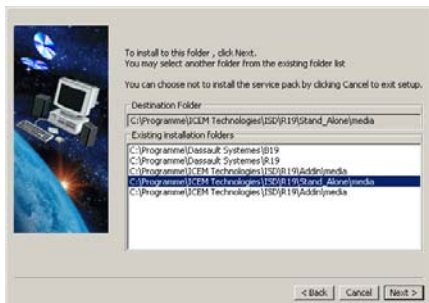 To install to this folder , click Next.
You may select another folder from the existing folder list
You can choose not to install the service pack by clicking Cancel to exit setup.
Destination Folder
C:\Programme\ICEM Technologies\ISD\R19\Stand_Alone\media
Existing installation folders
C:\Programme\Dassault Systemes\B19
C:\Programme\Dassault Systemes\R19
C:\Programme\ICEM Technologies\ISD\R19\Addin\media
C:\Programme\ICEM Technologies\ISD\R19\Stand_Alone\media
C:\Programme\ICEM Technologies\ISD\R19\Addin\media
< Back
Cancel
Next >